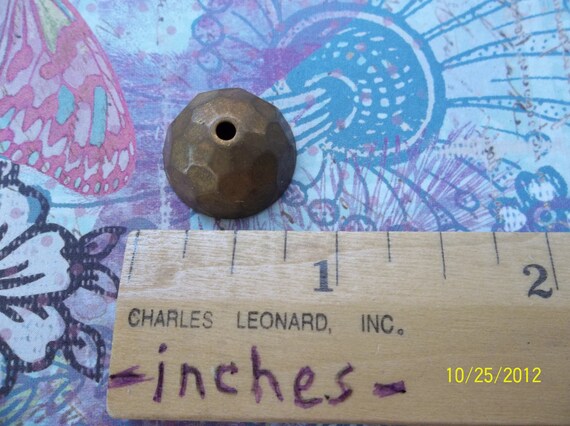 1 2
CHARLES LEONARD, INC.
-inches-
10/25/2012